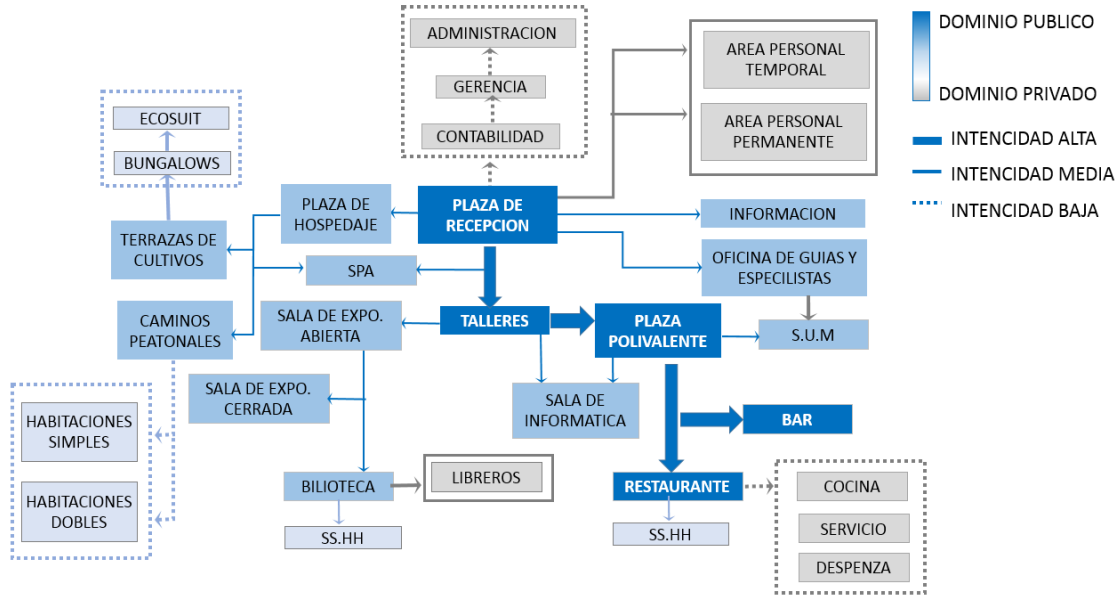 ADMINISTRACION
GERENCIA
CONTABILIDAD
AREA PERSONAL
TEMPORAL
AREA PERSONAL
PERMANENTE
DOMINIO PUBLICO
DOMINIO PRIVADO
INTENCIDAD ALTA
INTENCIDAD MEDIA
INTENCIDAD BAJA
ECOSUIT
BUNGALOWS
TERRAZAS DE
CULTIVOS
PLAZA DE
HOSPEDAJE
PLAZA DE
RECEPCION
INFORMACION
OFICINA DE GUIAS Y
ESPECILISTAS
SPA
CAMINOS
PEATONALES
SALA DE EXPO.
ABIERTA
TALLERES
PLAZA
POLIVALENTE
S.U.M
SALA DE EXPO.
CERRADA
SALA DE
INFORMATICA
BAR
HABITACIONES
SIMPLES
HABITACIONES
DOBLES
BILIOTECA
LIBREROS
RESTAURANTE
COCINA
SERVICIO
DESPENZA
SS.HH
SS.HH